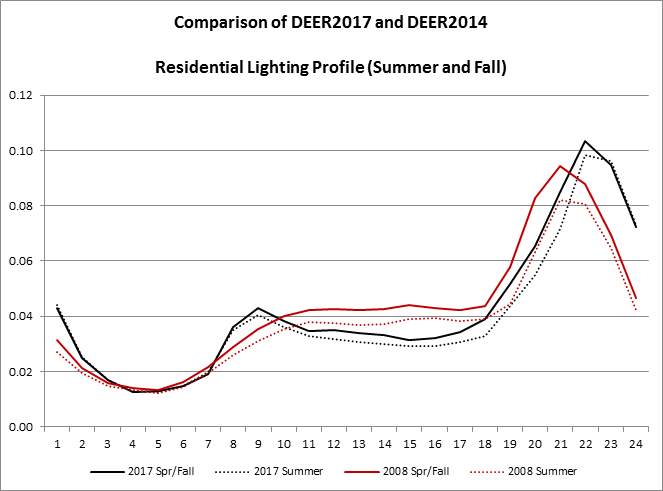 Comparison of DEER2017 and DEER2014
Residential Lighting Profile (Summer and Fall)
0.12
0.10
0.08
0.06
0.04
0.02
0.00
1 2 3 4 5 6 7 8 9 10 11 12 13 14 15 16 17 18 19 20 21 22 23 24
2017 Spr/Fall 2017 Summer 2008 Spr/Fall 2008 Summer